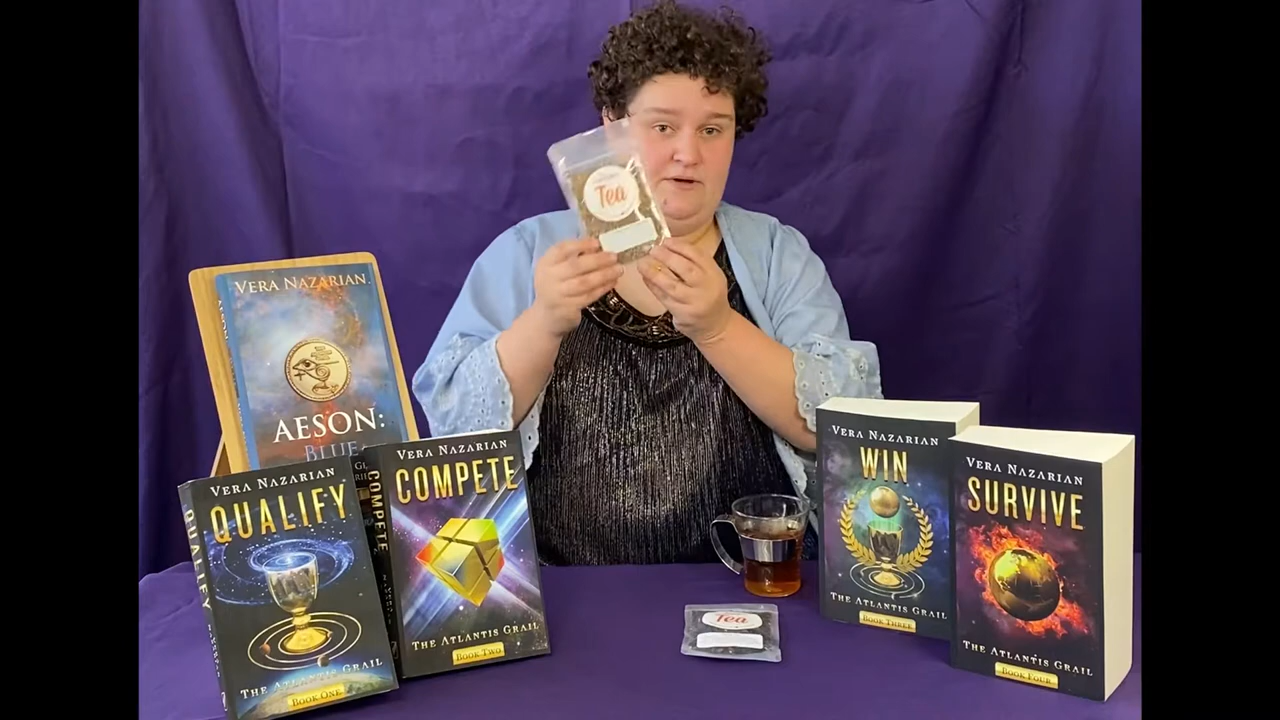 VERA NAZARIAN
AESON:
BLUE
VERA NAZARIAN
QUALIFY
THE ATLANTIS GRAIL
BOOK ONE
QUALIFY
VERA NAZARIAN
COMPETE
THE ATLANTIS GRAIL
BOOK TWO
COMPETE
Tea
Tea
VERA NAZARIAN
WIN
THE ATLANTIS GRAIL
BOOK THREE
VERA NAZARIAN
SURVIVE
THE ATLANTIS GRAIL
BOOK FOUR